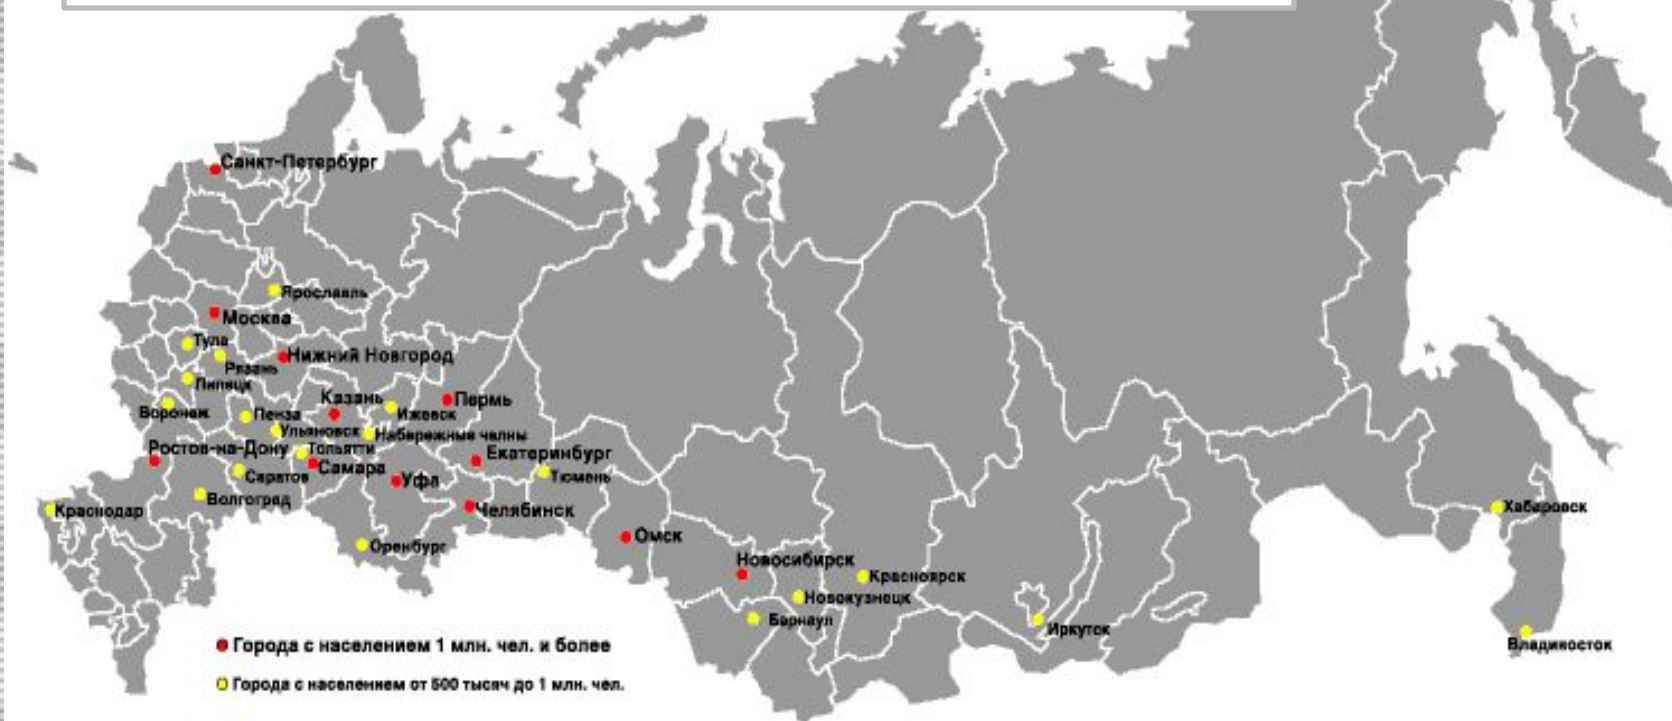 Санкт-Петербург
Ярославль
Москва
Тула
Нижний Новгород
Рязань
Липецк
Казань
Пермь
Воронеж
Пенза
Ижевск
Ульяновск
Набережные челны
Ростов-на-Дону
Тольятти
Екатеринбург
Самара
Саратов
Уфа
Тюмень
Волгоград
Краснодар
Челябинск
Хабаровск
Омск
Оренбург
Новосибирск
Красноярск
Новокузнецк
Барнаул
Иркутск
Владивосток
Города с населением 1 млн. чел. и более
Города с населением от 500 тысяч до 1 млн. чел.